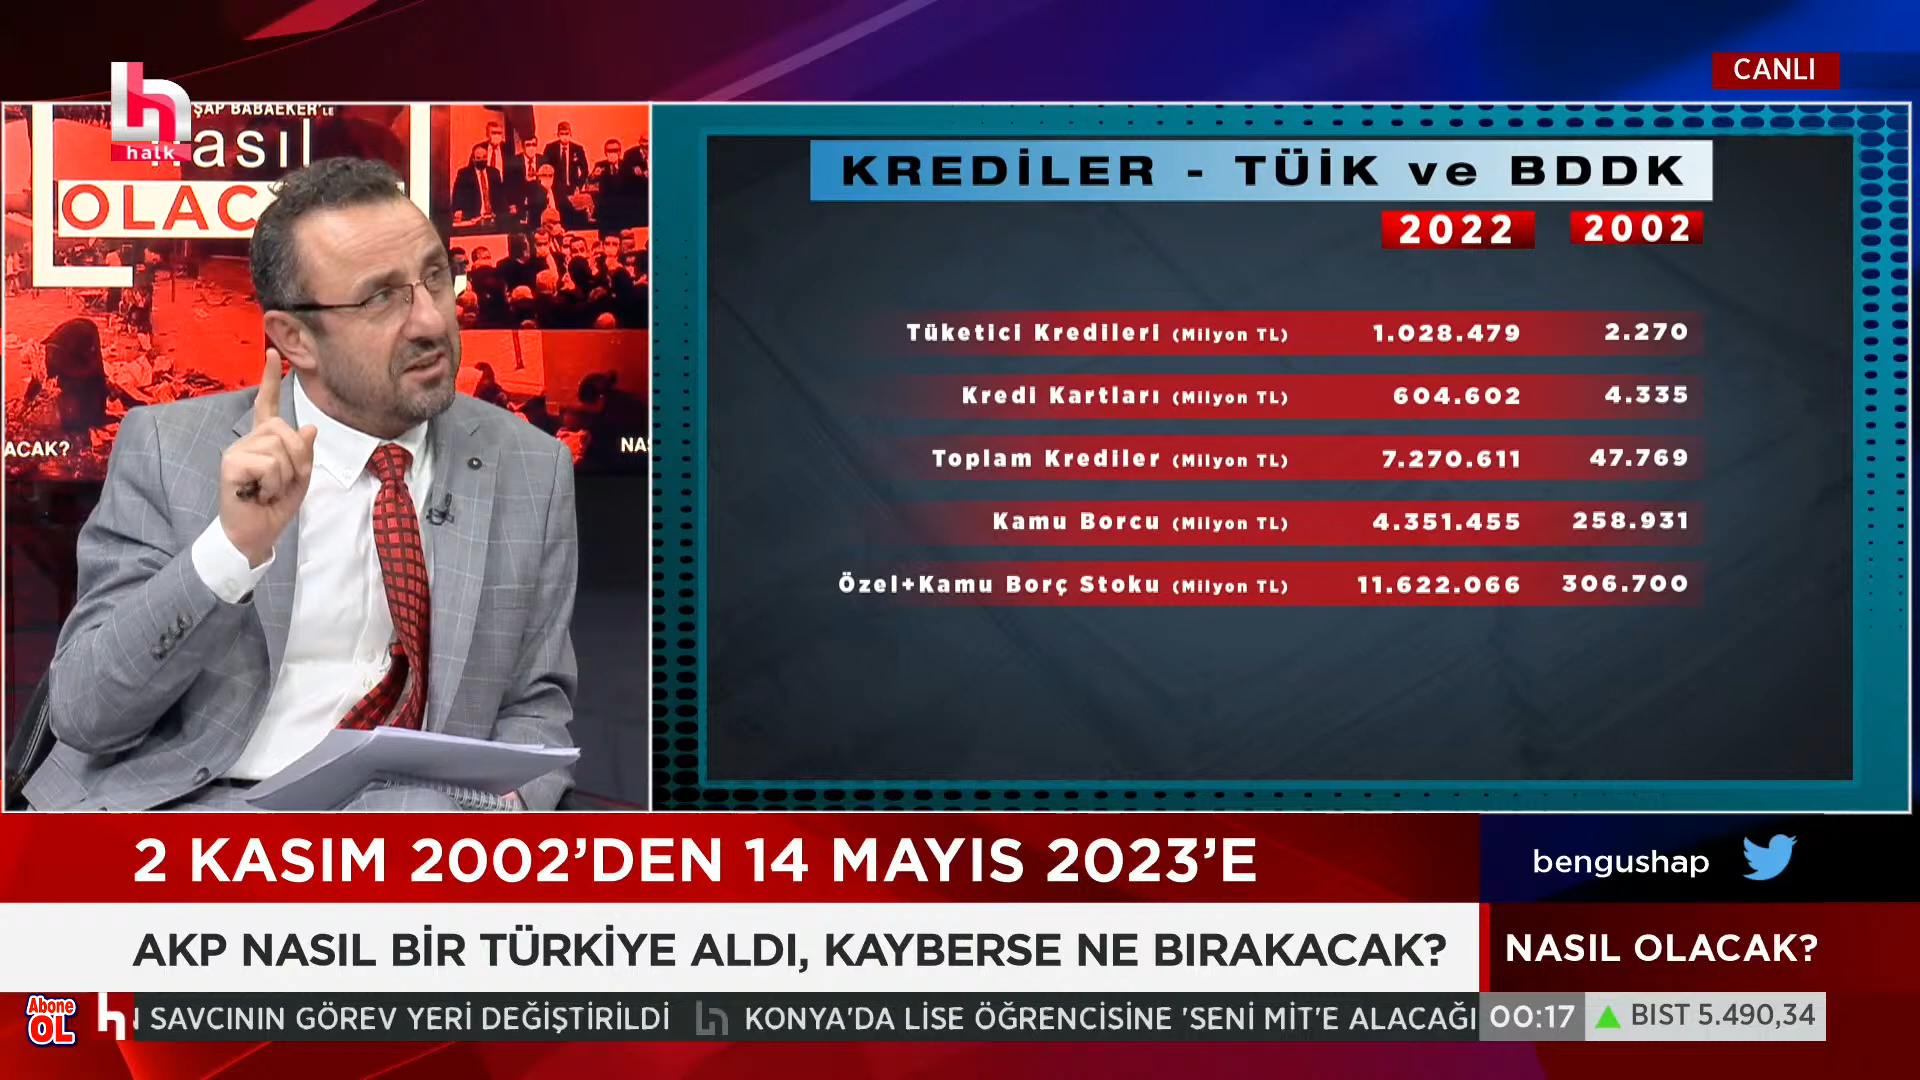 CANLI
halk
ŞAP BABAEKER'LE
asıl
OLAC
ACAK?
NAS
KREDİLER - TÜİK ve BDDK
2022 2002
Tüketici Kredileri (Milyon TL) 1.028.479 2.270
Kredi Kartları (Milyon TL) 604.602 4.335
Toplam Krediler (Milyon TL) 7.270.611 47.769
Kamu Borcu (Milyon TL) 4.351.455 258.931
Özel+Kamu Borç Stoku (Milyon TL) 11.622.066 306.700
2 KASIM 2002'DEN 14 MAYIS 2023'E
bengushap
AKP NASIL BİR TÜRKİYE ALDI, KAYBERSE NE BIRAKACAK?
NASIL OLACAK?
Abone
OL
N SAVCININ GÖREV YERİ DEĞİŞTİRİLDİ KONYA'DA LİSE ÖĞRENCİSİNE 'SENİ MİT'E ALACAĞI 00:17 BIST 5.490,34